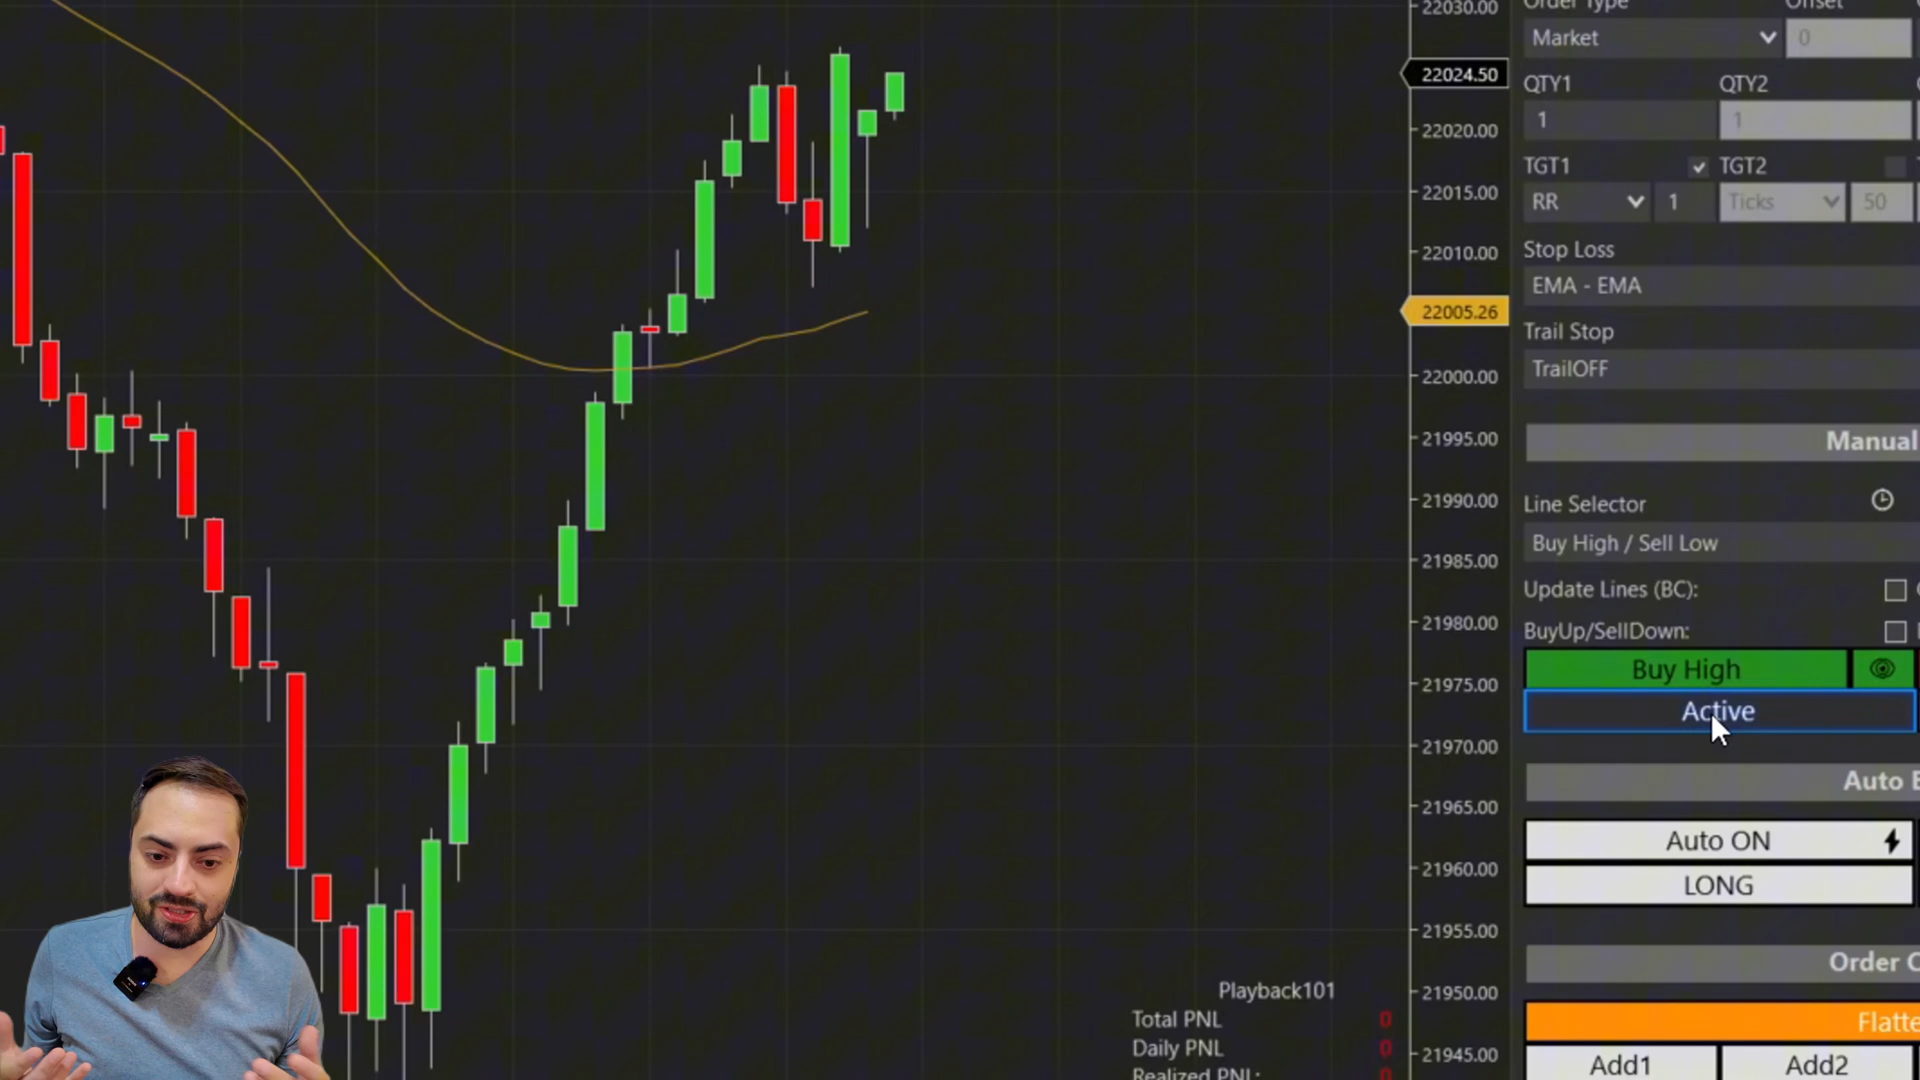 Order Type
Offset
Market
0
QTY1
QTY2
1
1
TGT1
TGT2
RR
1
Ticks
50
Stop Loss
EMA - EMA
Trail Stop
TrailOFF
Manual
Line Selector
Buy High / Sell Low
Update Lines (BC):
BuyUp/SellDown:
Buy High
Active
Auto
Auto ON
LONG
Order
Flatte
Add1
Add2
22030.00
22024.50
22020.00
22015.00
22010.00
22005.26
22000.00
21995.00
21990.00
21985.00
21980.00
21975.00
21970.00
21965.00
21960.00
21955.00
21950.00
21945.00
Playback101
Total PNL 0
Daily PNL 0
Realized PNL: 0